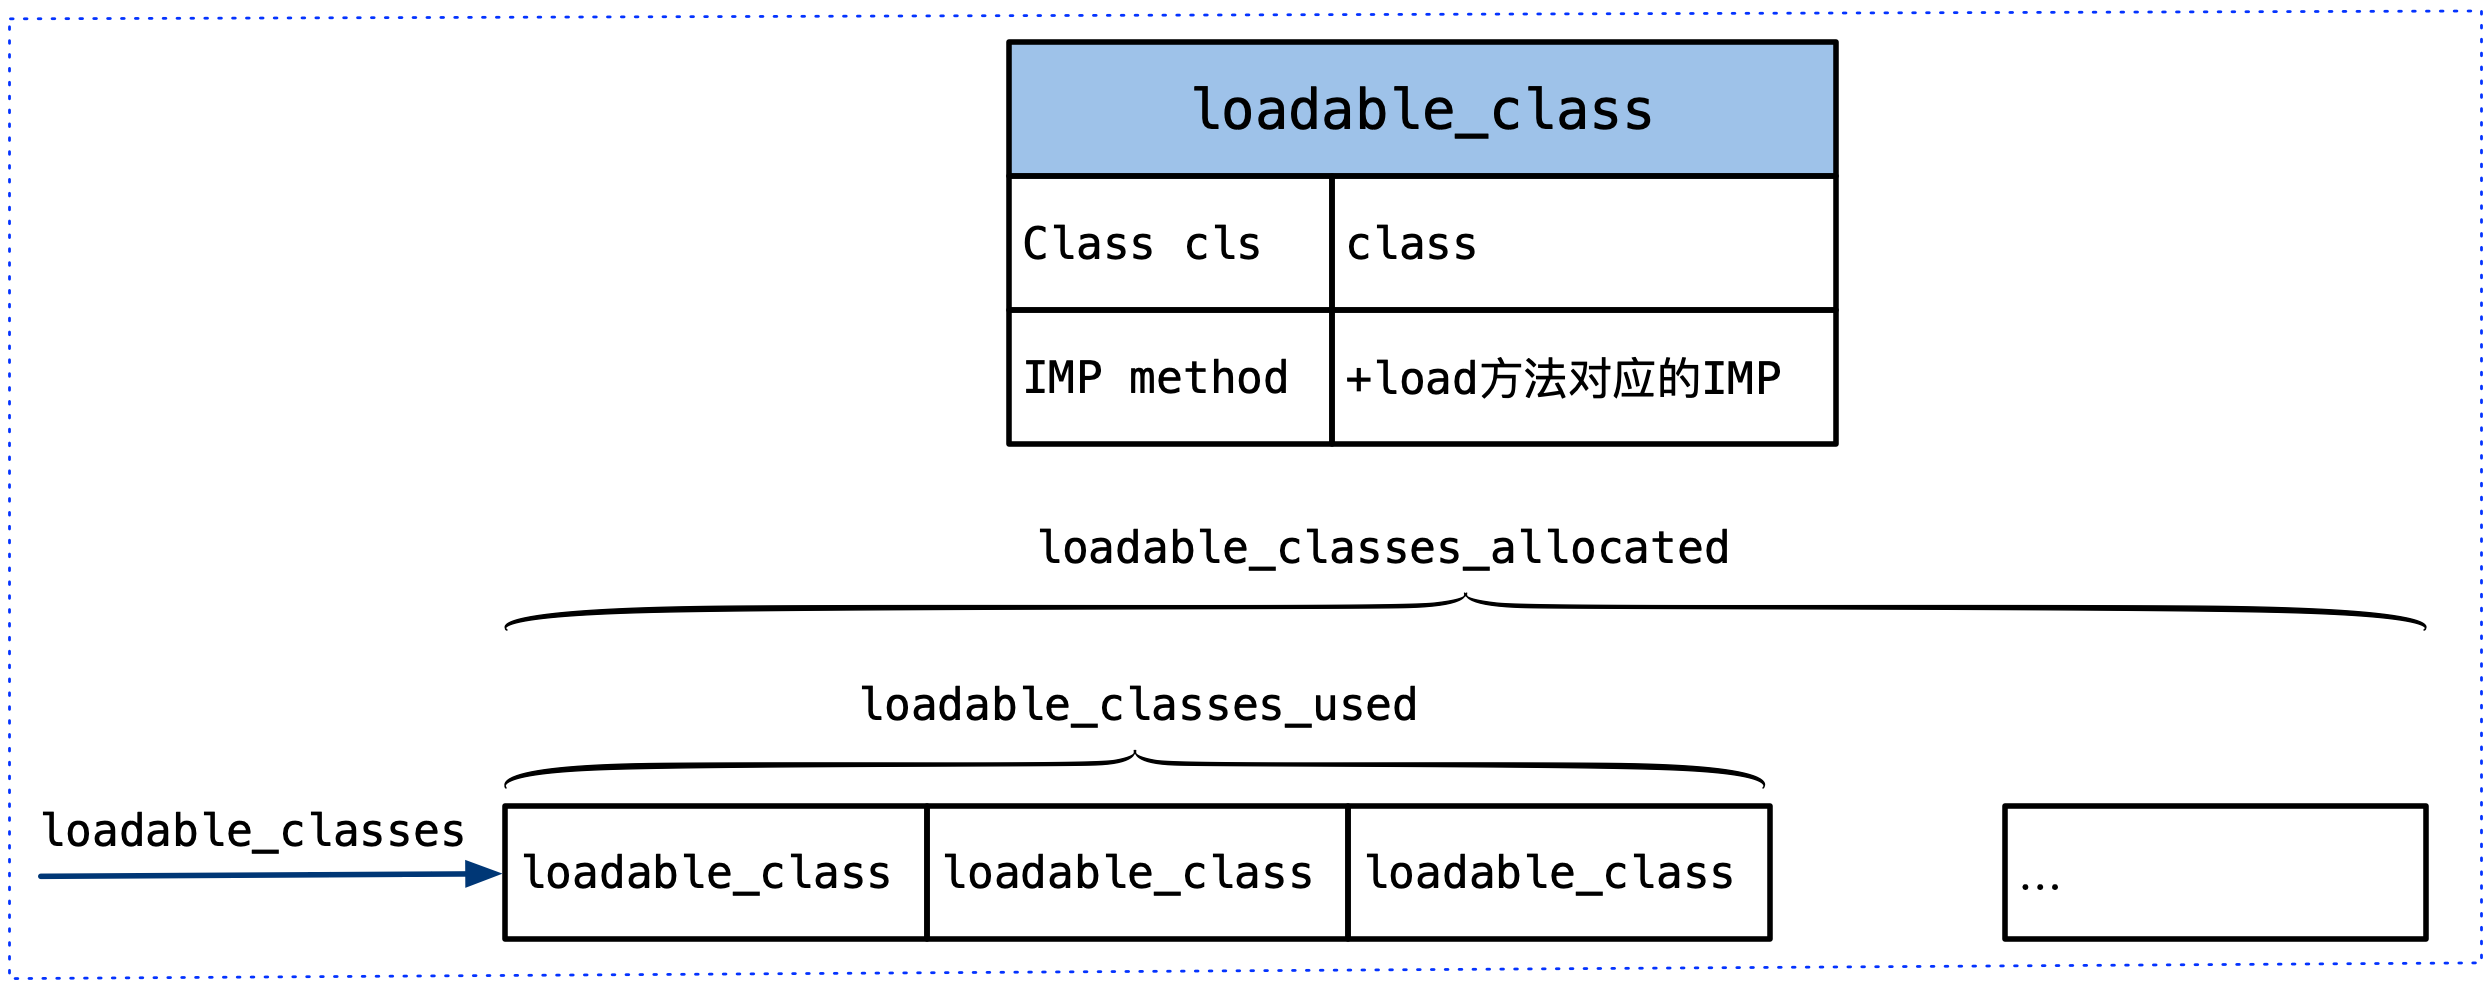 loadable_class
Class cls
class
IMP method
+load方法对应的IMP
loadable_classes_allocated
loadable_classes_used
loadable_classes
loadable_class
loadable_class
loadable_class
...